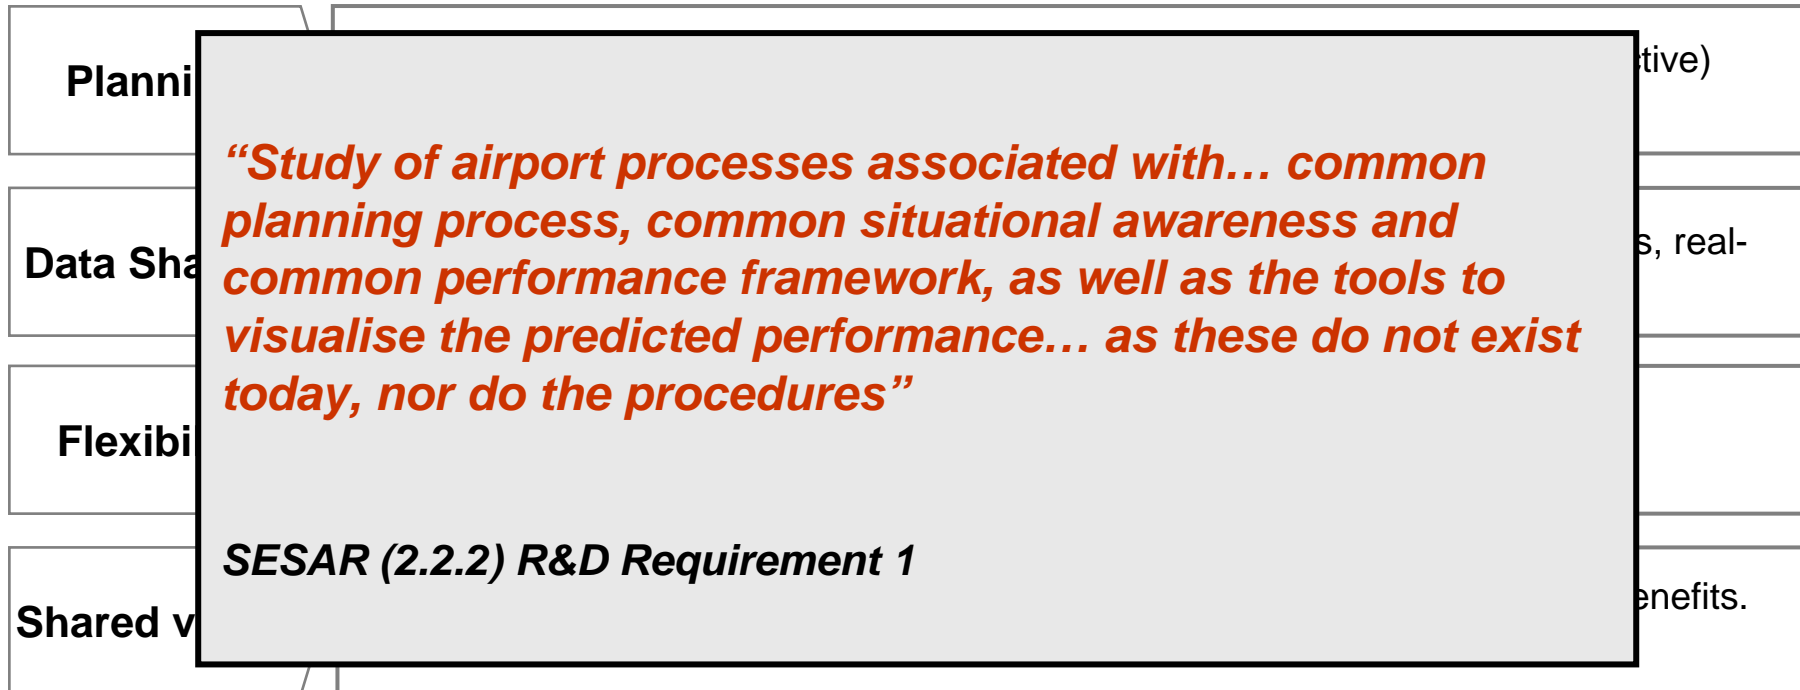 Planni
tive)
“Study of airport processes associated with… common
planning process, common situational awareness and
common performance framework, as well as the tools to
visualise the predicted performance… as these do not exist
today, nor do the procedures”
Data Sha
s, real-
Flexibi
SESAR (2.2.2) R&D Requirement 1
Shared v
enefits.